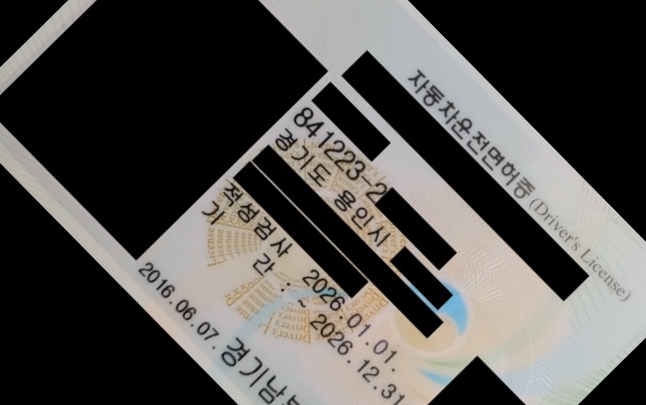 자동차운전면허증 (Driver's License)
841223-2
경기도 용인시
적성검사 2026.01.01.
기 간 : ~ 2026.12.31
2016.06.07. 경기남